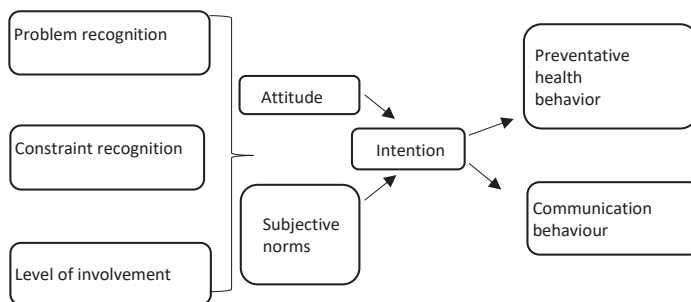 Problem recognition
Constraint recognition
Level of involvement
Attitude
Subjective
norms
Intention
Preventative
health
behavior
Communication
behaviour